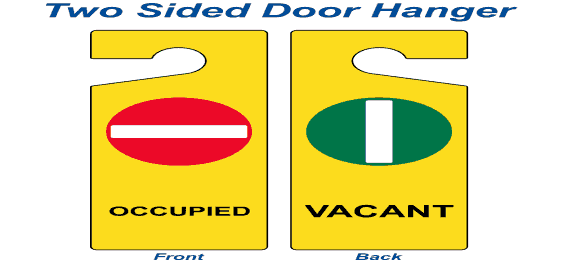 Two Sided Door Hanger
OCCUPIED
VACANT
Front
Back